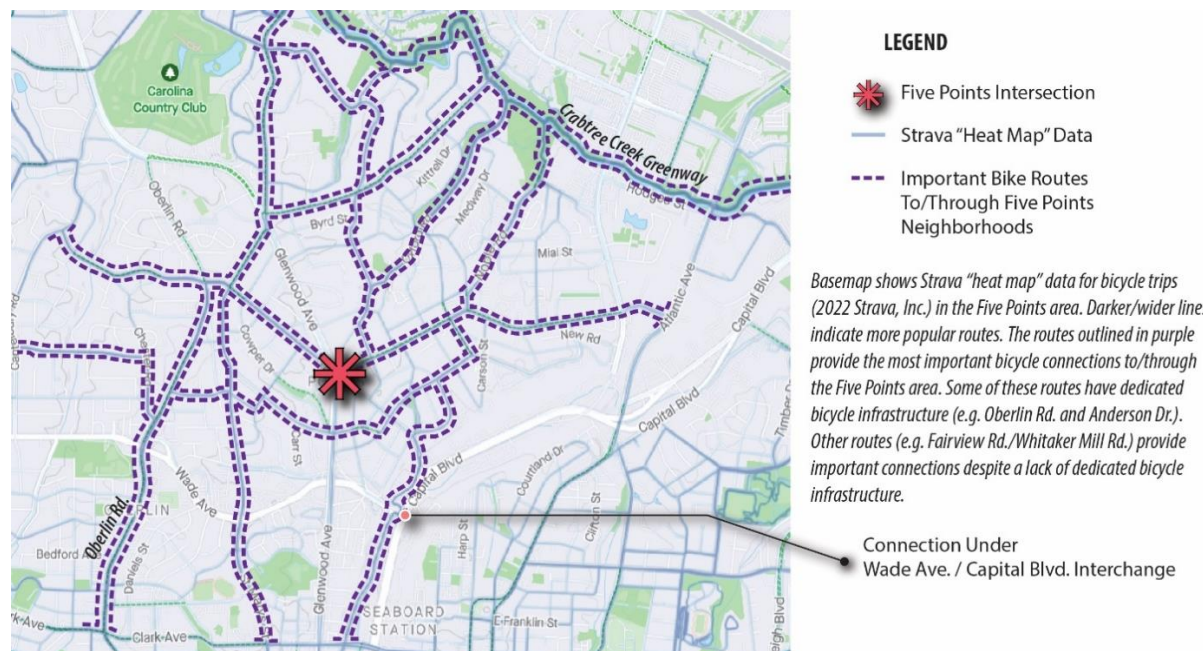 LEGEND
Five Points Intersection
Strava “Heat Map” Data
Important Bike Routes
To/Through Five Points
Neighborhoods
Basemap shows Strava “heat map” data for bicycle trips
(2022 Strava, Inc.) in the Five Points area. Darker/wider line
indicate more popular routes. The routes outlined in purple
provide the most important bicycle connections to/through
the Five Points area. Some of these routes have dedicated
bicycle infrastructure (e.g. Oberlin Rd. and Anderson Dr.).
Other routes (e.g. Fairview Rd./Whitaker Mill Rd.) provide
important connections despite a lack of dedicated bicycle
infrastructure.
Connection Under
Wade Ave. / Capital Blvd. Interchange
Carolina
Country Club
Crabtree Creek Greenway
Kittrell Dr
Medway Dr
Oberlin Rd
Byrd St
Hodges St
Mial St
Glenwood Ave
Atlantic Ave
Capital Blvd
Cowper Dr
New Rd
Carson St
Carr St
Capital Blvd
Timber Dr
Courtland Dr
Wade Ave
Oberlin Rd.
Clifton St
Bedford Av
Daniels St
Harp St
Glenwood Ave
SEABOARD
STATION
E Franklin St
Clark Ave